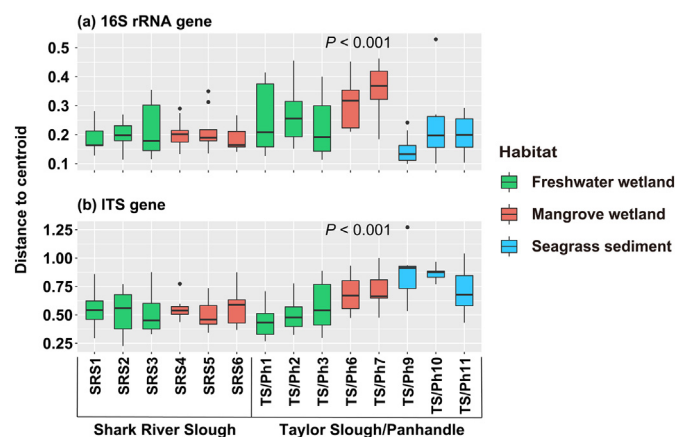 (a) 16S rRNA gene
P < 0.001
0.5
0.4
0.3
0.2
0.1
Distance to centroid
(b) ITS gene
P < 0.001
1.25
1.00
0.75
0.50
0.25
SRS1
SRS2
SRS3
SRS4
SRS5
SRS6
TS/Ph1
TS/Ph2
TS/Ph3
TS/Ph6
TS/Ph7
TS/Ph9
TS/Ph10
TS/Ph11
Shark River Slough
Taylor Slough/Panhandle
Habitat
Freshwater wetland
Mangrove wetland
Seagrass sediment